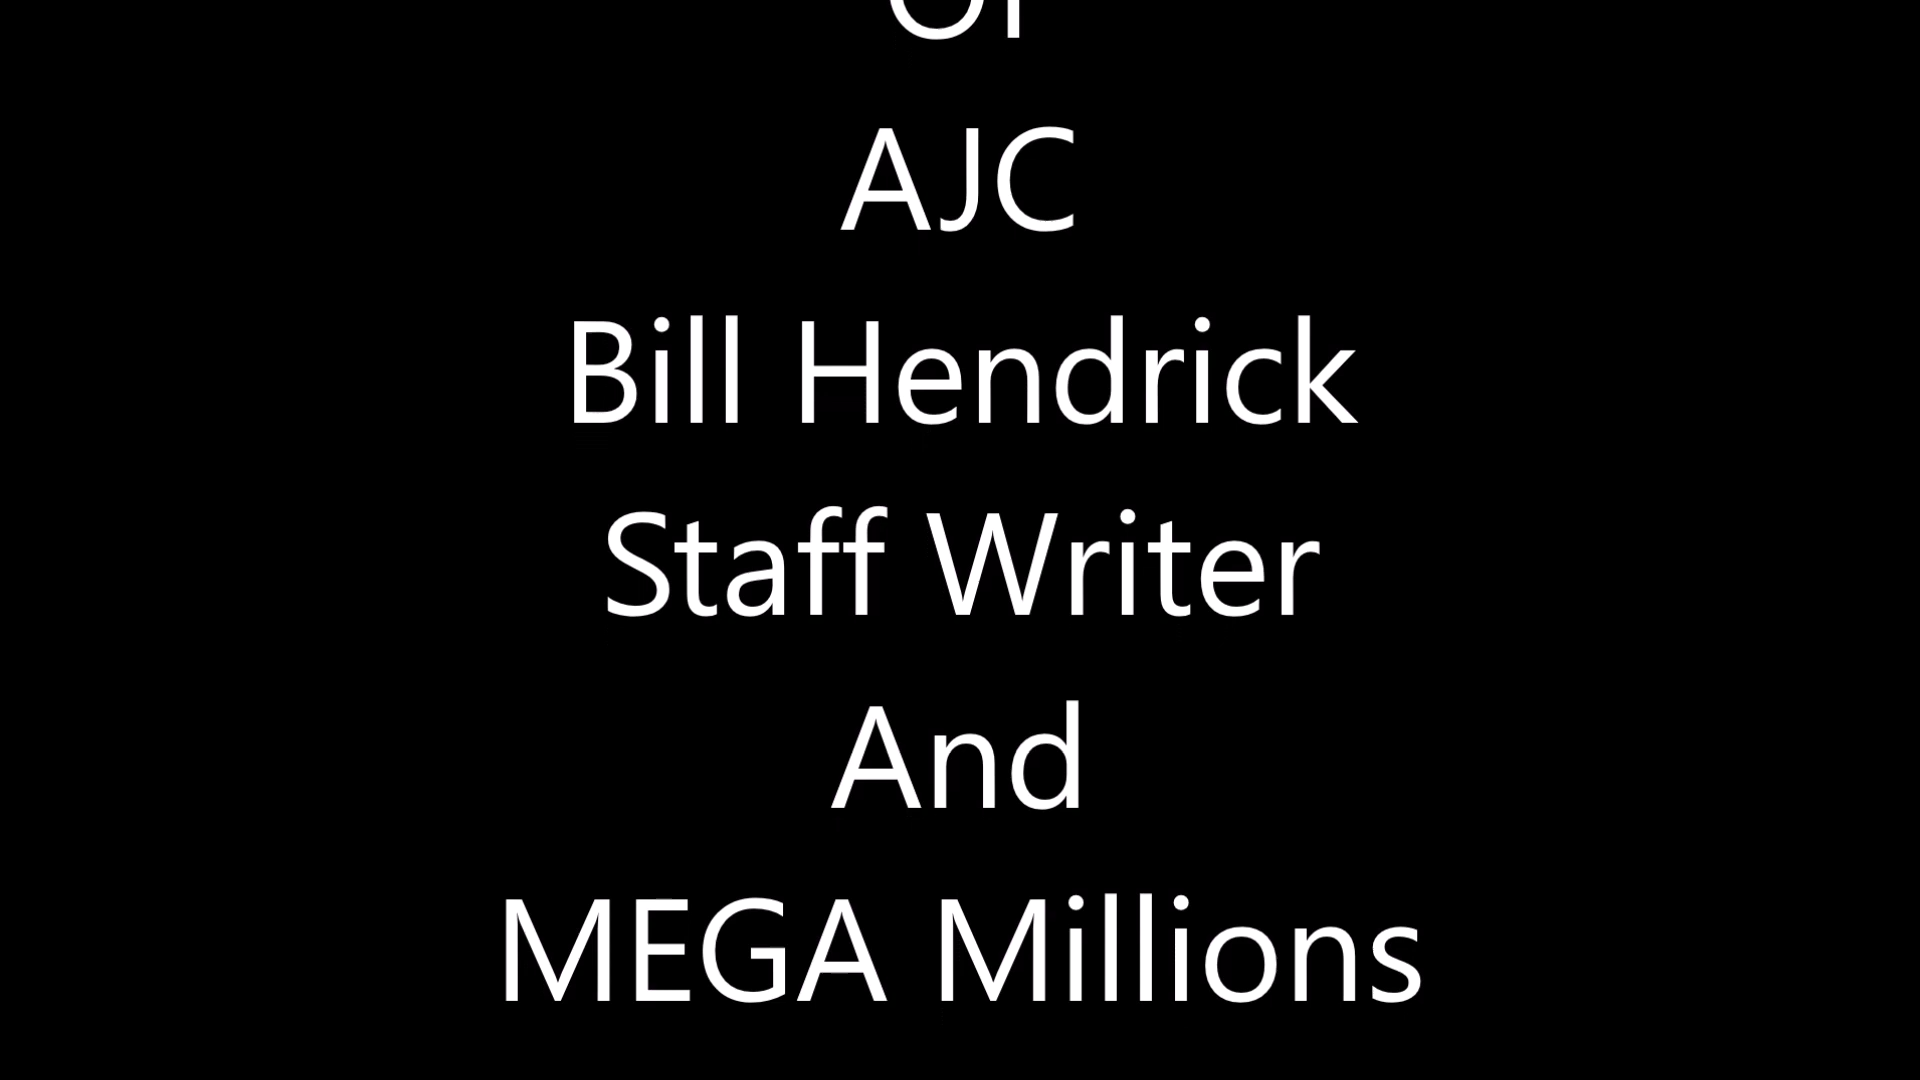 AJC
Bill Hendrick
Staff Writer
And
MEGA Millions